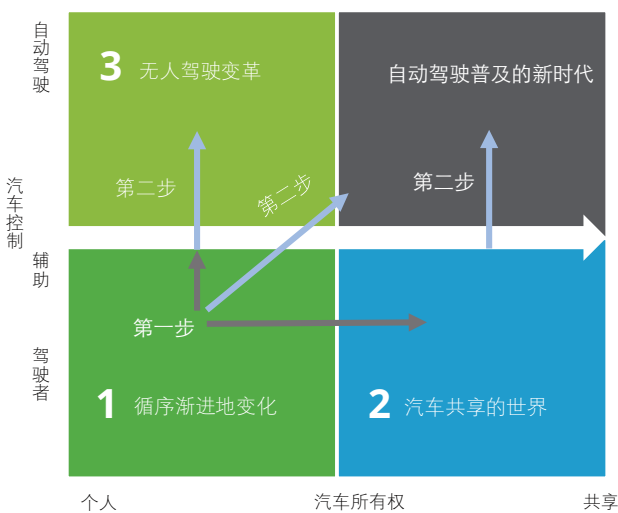 自动驾驶
3 无人驾驶变革
自动驾驶普及的新时代
第二步
第二步
第二步
汽车控制
辅助
第一步
驾驶者
1 循序渐进地变化
2 汽车共享的世界
个人
汽车所有权
共享